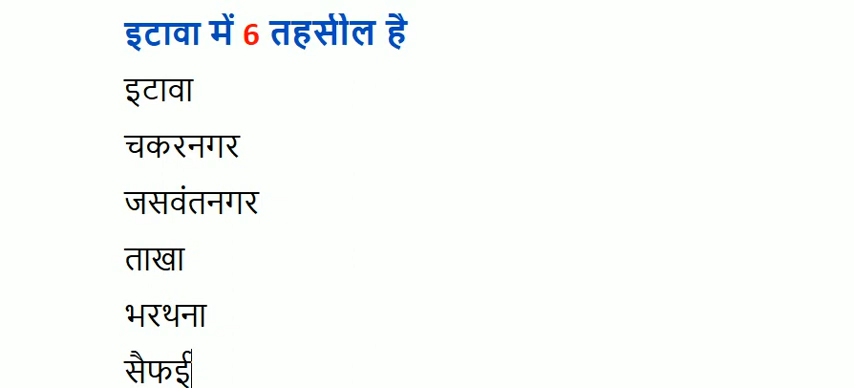 इटावा में 6 तहसील है
इटावा
चकरनगर
जसवंतनगर
ताखा
भरथना
सैफई